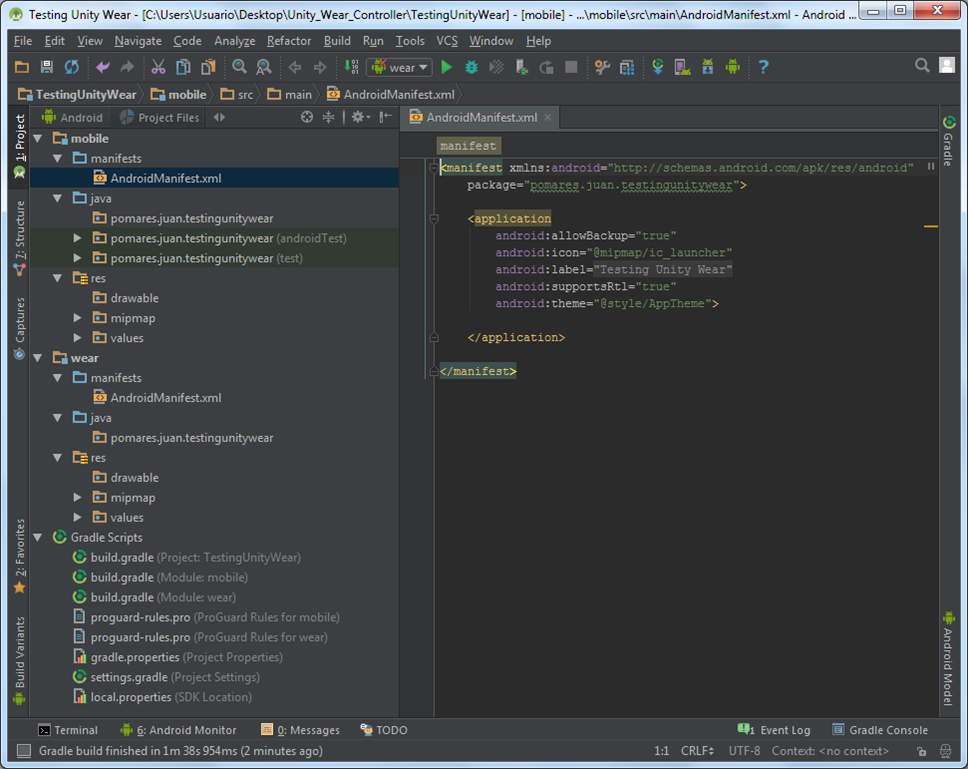 Testing Unity Wear - [C:\Users\Usuario\Desktop\Unity_Wear_Controller\TestingUnityWear] - [mobile] - ...\mobile\src\main\AndroidManifest.xml - Android ...
File Edit View Navigate Code Analyze Refactor Build Run Tools VCS Window Help
wear
TestingUnityWear mobile src main AndroidManifest.xml
1: Project
Z: Structure
Captures
2: Favorites
Build Variants
Android Project Files
mobile
manifests
AndroidManifest.xml
java
pomares.juan.testingunitywear
pomares.juan.testingunitywear (androidTest)
pomares.juan.testingunitywear (test)
res
drawable
mipmap
values
wear
manifests
AndroidManifest.xml
java
pomares.juan.testingunitywear
res
drawable
mipmap
values
Gradle Scripts
build.gradle (Project: TestingUnityWear)
build.gradle (Module: mobile)
build.gradle (Module: wear)
proguard-rules.pro (ProGuard Rules for mobile)
proguard-rules.pro (ProGuard Rules for wear)
gradle.properties (Project Properties)
settings.gradle (Project Settings)
local.properties (SDK Location)
AndroidManifest.xml
manifest
<manifest xmlns:android="http://schemas.android.com/apk/res/android"
package="pomares.juan.testingunitywear">
<application
android:allowBackup="true"
android:icon="@mipmap/ic_launcher"
android:label="Testing Unity Wear"
android:supportsRtl="true"
android:theme="@style/AppTheme">
</application>
</manifest>
Gradle
Android Model
Terminal 6: Android Monitor 0: Messages TODO 1 Event Log Gradle Console
Gradle build finished in 1m 38s 954ms (2 minutes ago) 1:1 CRLF UTF-8 Context: <no context>